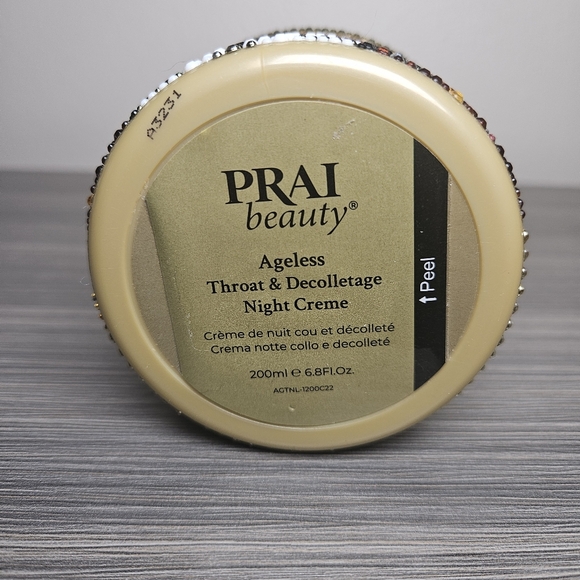 A3231
PRAI
beauty®
Ageless
Throat & Decolletage
Night Creme
Crème de nuit cou et décolleté
Crema notte collo e decolleté
200ml ℮ 6.8Fl.Oz.
AGTNL-1200C22
↑ Peel